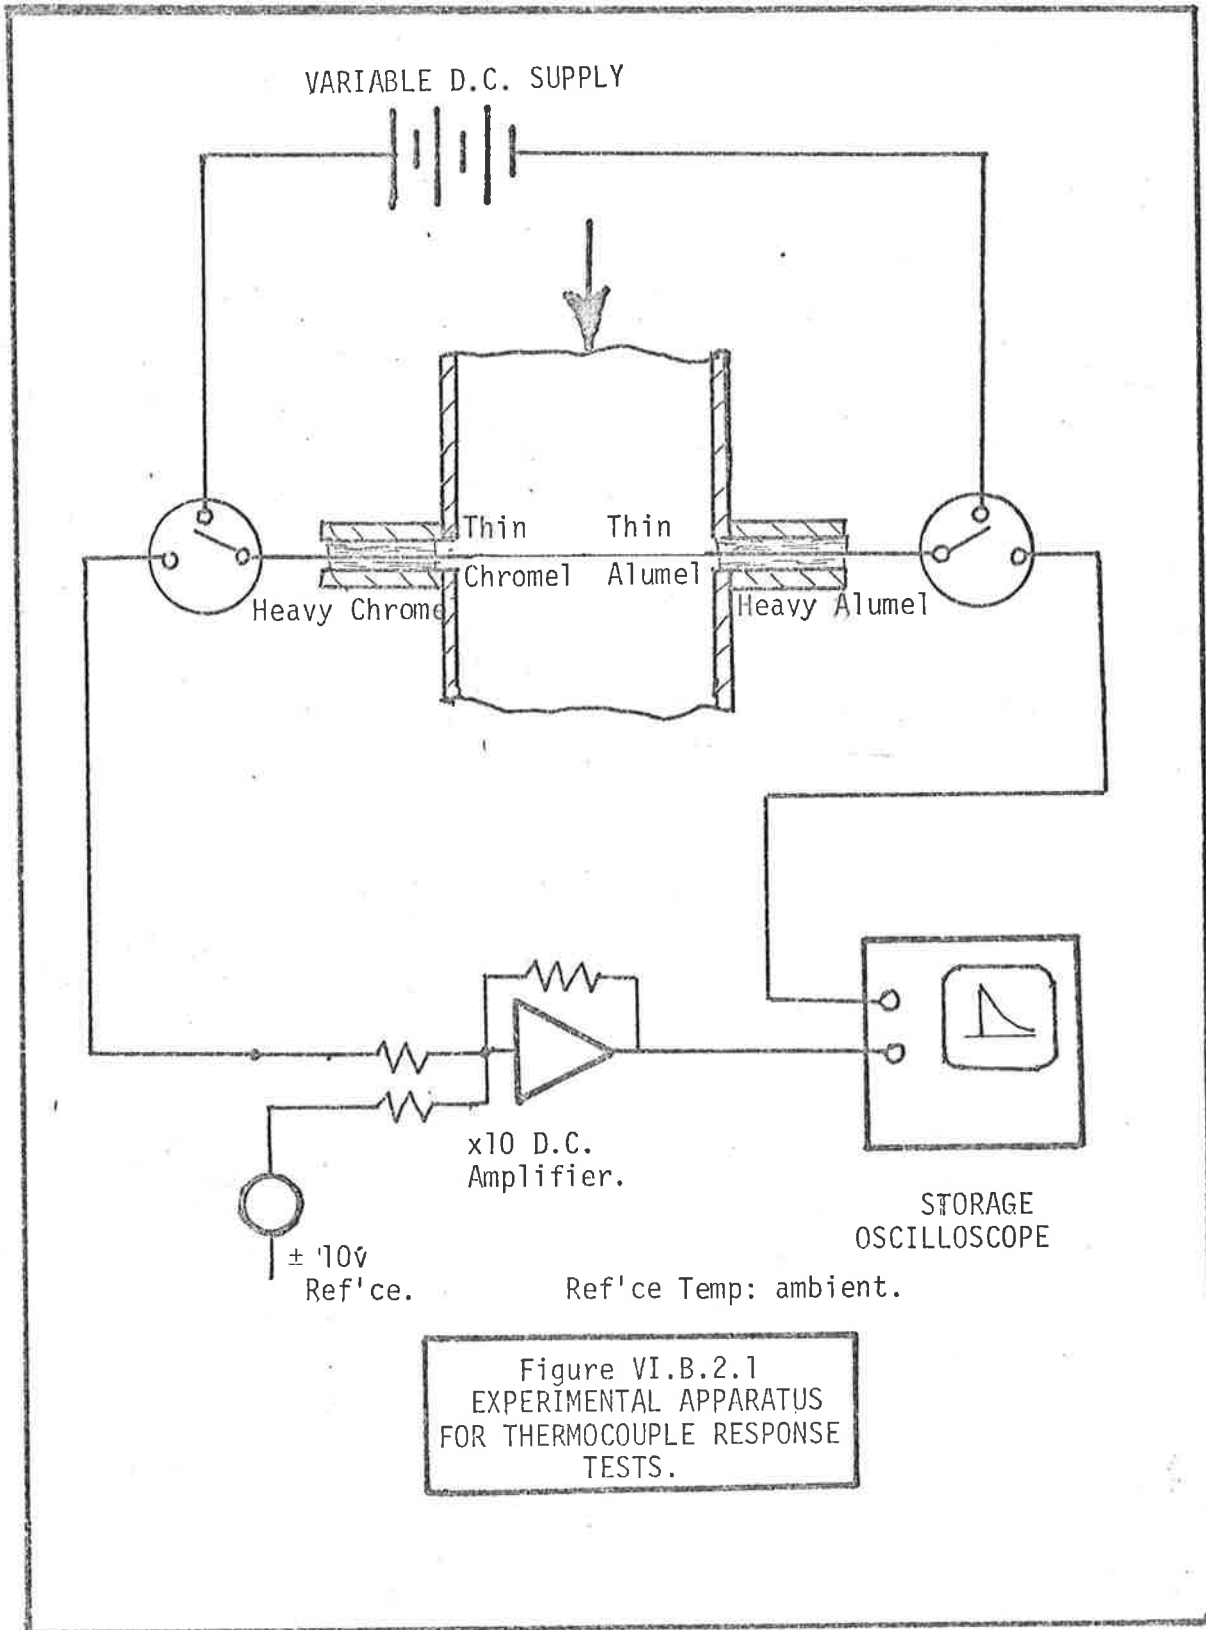 VARIABLE D.C. SUPPLY
Thin Thin
Chromel Alumel
Heavy Chrome Heavy Alumel
x10 D.C.
Amplifier.
STORAGE
OSCILLOSCOPE
± 10v
Ref'ce.
Ref'ce Temp: ambient.
Figure VI.B.2.1
EXPERIMENTAL APPARATUS
FOR THERMOCOUPLE RESPONSE
TESTS.